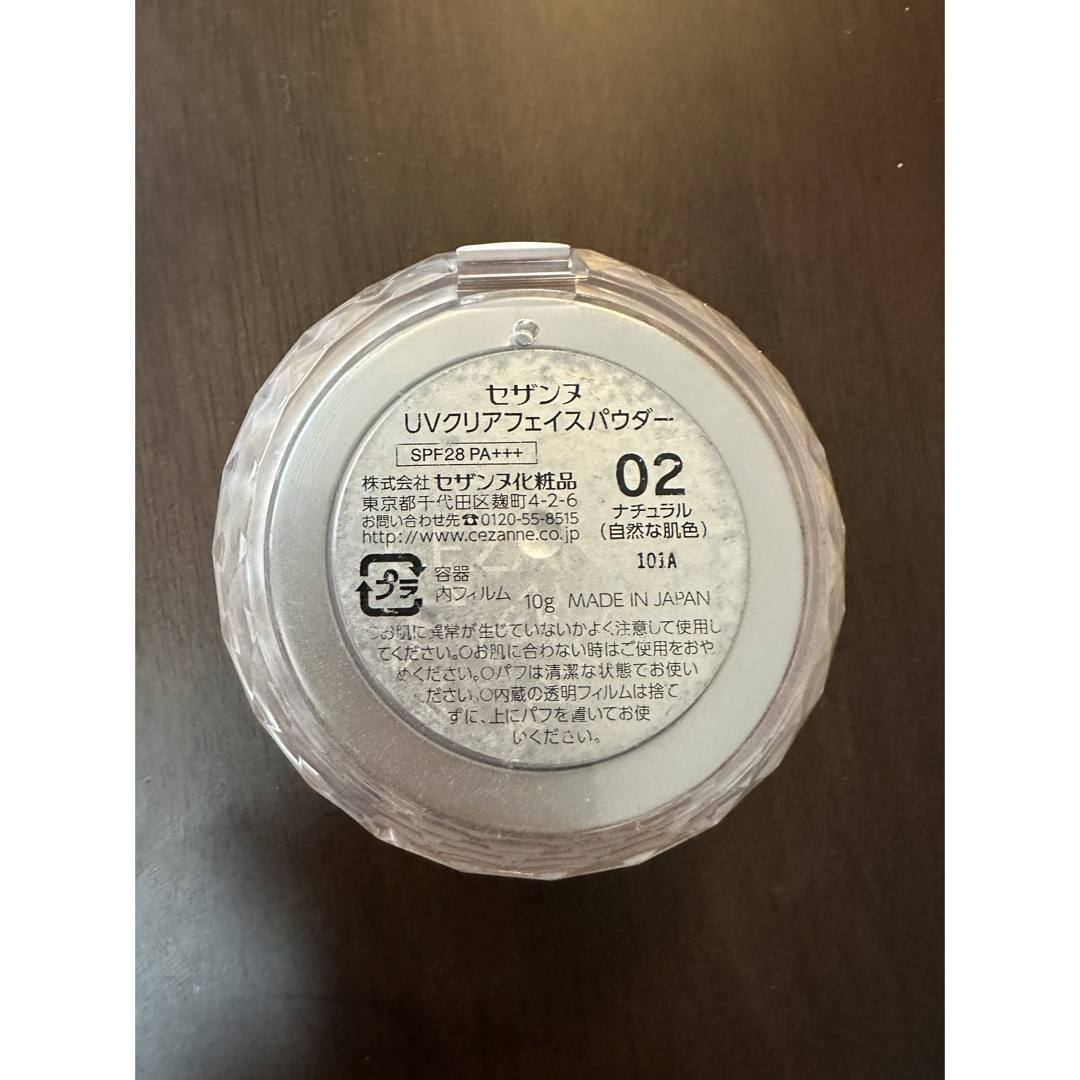 セザンヌ
UVクリアフェイスパウダー
SPF28 PA+++
株式会社セザンヌ化粧品
東京都千代田区麹町4-2-6
お問い合わせ先☎0120-55-8515
http://www.cezanne.co.jp
02
ナチュラル
(自然な肌色)
101A
プラ
容器
内フィルム
10g MADE IN JAPAN
○お肌に異常が生じていないかよく注意して使用し
てください。○お肌に合わない時はご使用をおや
めください。○パフは清潔な状態でお使い
ください。○内蔵の透明フィルムは捨て
ずに、上にパフを置いてお使
いください。